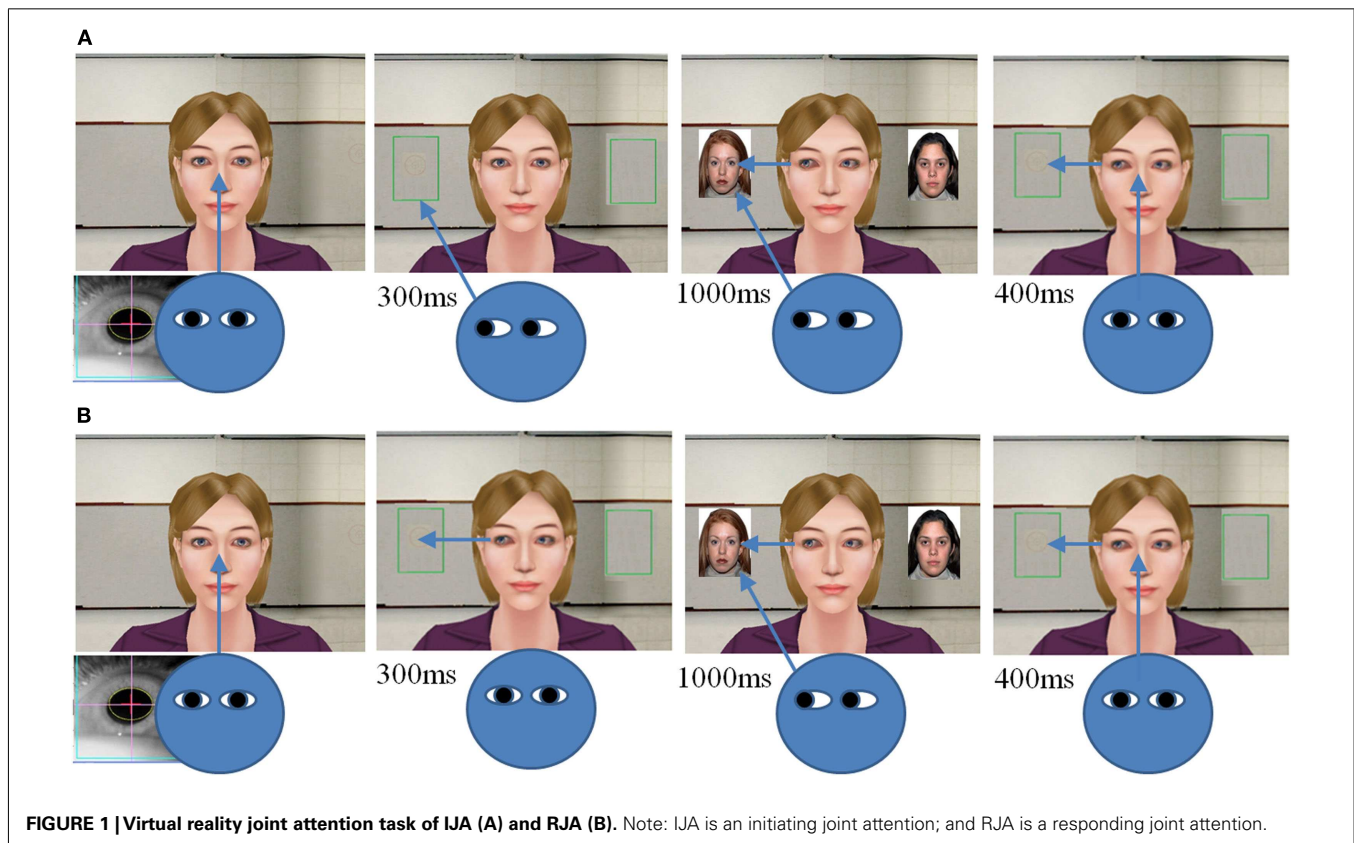 A
300ms
1000ms
400ms
B
300ms
1000ms
400ms
FIGURE 1 | Virtual reality joint attention task of IJA (A) and RJA (B). Note: IJA is an initiating joint attention; and RJA is a responding joint attention.